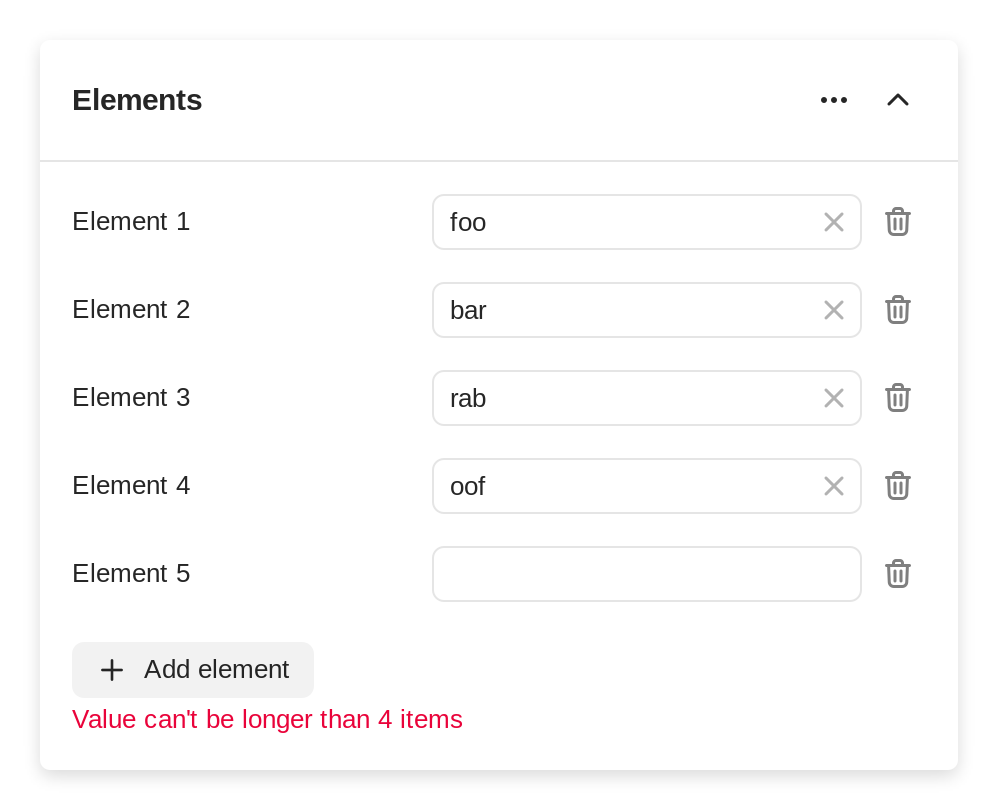 Elements
Element 1
foo
Element 2
bar
Element 3
rab
Element 4
oof
Element 5
Add element
Value can't be longer than 4 items